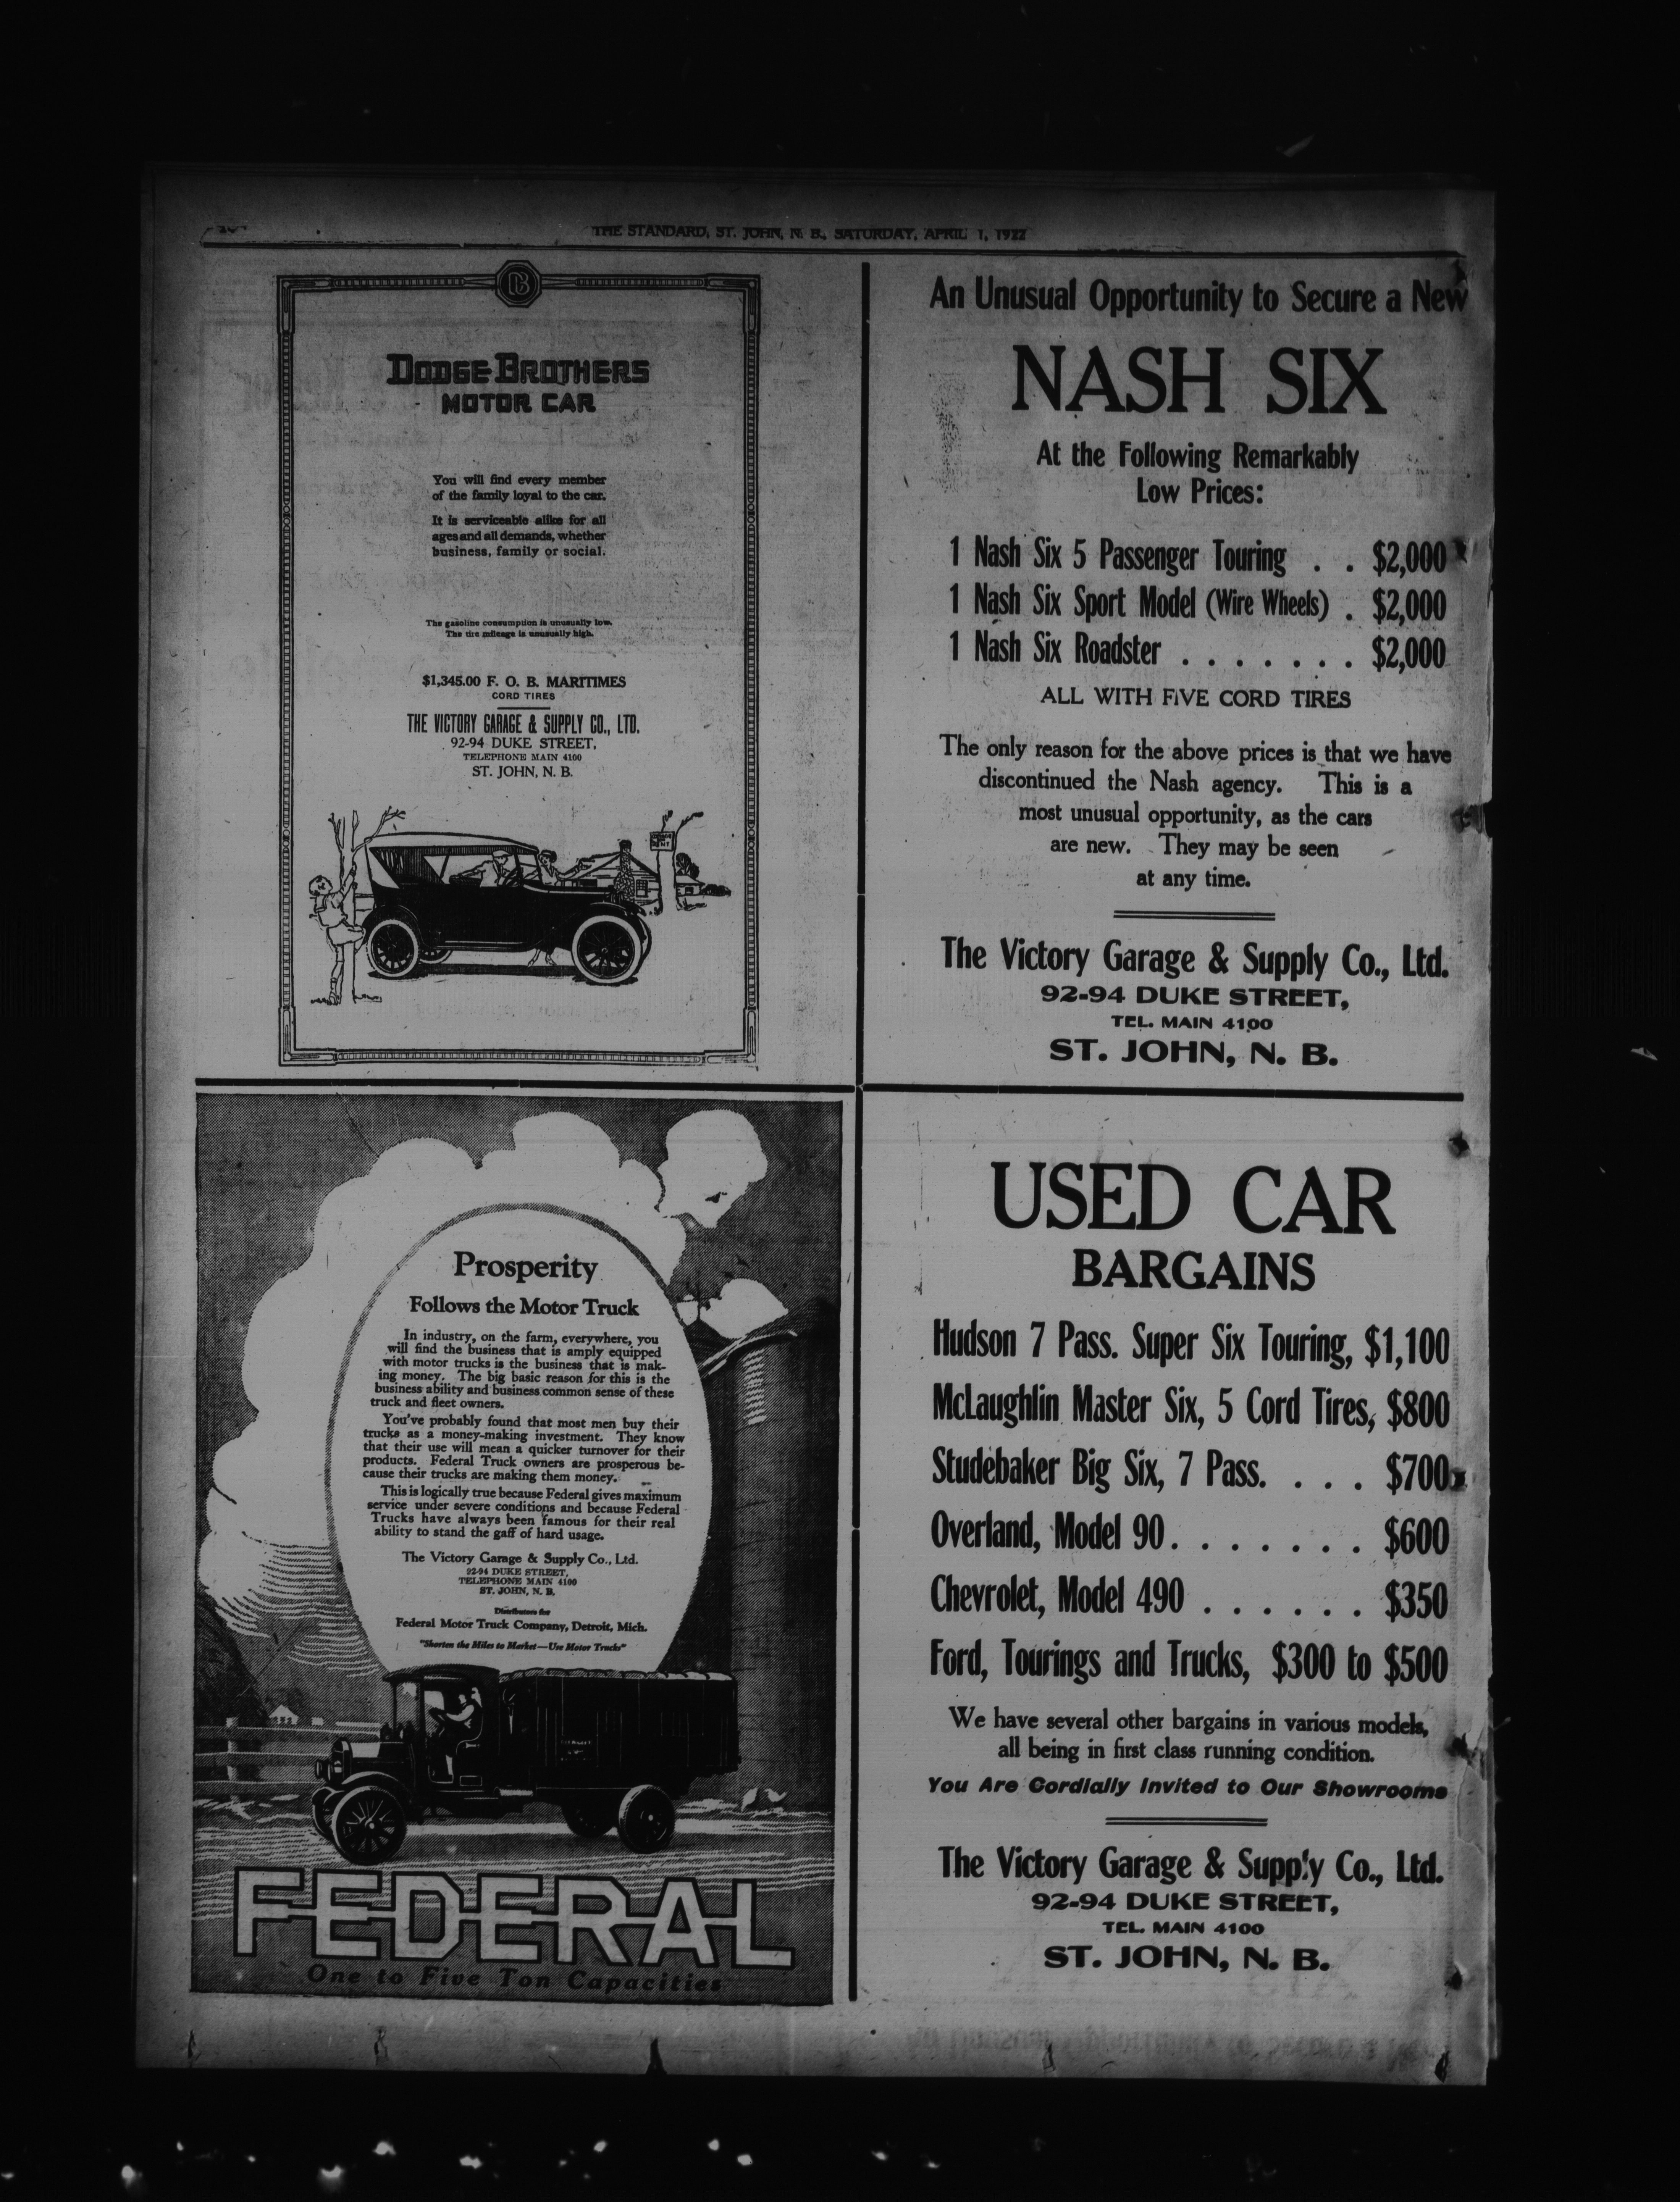 THE STANDARD, ST. JOHN, N. B., SATURDAY, APRIL 1, 1922
DODGE BROTHERS
MOTOR CAR
You will find every member
of the family loyal to the car.
It is serviceable alike for all
ages and all demands, whether
business, family or social.
The gasoline consumption is unusually low.
The tire mileage is unusually high.
$1,345.00 F. O. B. MARITIMES
CORD TIRES
THE VICTORY GARAGE & SUPPLY CO., LTD.
92-94 DUKE STREET,
TELEPHONE MAIN 4100
ST. JOHN, N. B.
An Unusual Opportunity to Secure a New
NASH SIX
At the Following Remarkably
Low Prices:
1 Nash Six 5 Passenger Touring . . $2,000
1 Nash Six Sport Model (Wire Wheels) . $2,000
1 Nash Six Roadster . . . . . . . $2,000
ALL WITH FIVE CORD TIRES
The only reason for the above prices is that we have
discontinued the Nash agency. This is a
most unusual opportunity, as the cars
are new. They may be seen
at any time.
The Victory Garage & Supply Co., Ltd.
92-94 DUKE STREET,
TEL. MAIN 4100
ST. JOHN, N. B.
Prosperity
Follows the Motor Truck
In industry, on the farm, everywhere, you
will find the business that is amply equipped
with motor trucks is the business that is mak-
ing money. The big basic reason for this is the
business ability and business common sense of these
truck and fleet owners.
You've probably found that most men buy their
trucks as a money-making investment. They know
that their use will mean a quicker turnover for their
products. Federal Truck owners are prosperous be-
cause their trucks are making them money.
This is logically true because Federal gives maximum
service under severe conditions and because Federal
Trucks have always been famous for their real
ability to stand the gaff of hard usage.
The Victory Garage & Supply Co., Ltd.
92-94 DUKE STREET,
TELEPHONE MAIN 4100
ST. JOHN, N. B.
Distributors for
Federal Motor Truck Company, Detroit, Mich.
"Shorten the Miles to Market—Use Motor Trucks"
FEDERAL
One to Five Ton Capacities
USED CAR
BARGAINS
Hudson 7 Pass. Super Six Touring, $1,100
McLaughlin Master Six, 5 Cord Tires, $800
Studebaker Big Six, 7 Pass. . . . . $700
Overland, Model 90. . . . . . . $600
Chevrolet, Model 490 . . . . . . $350
Ford, Tourings and Trucks, $300 to $500
We have several other bargains in various models,
all being in first class running condition.
You Are Cordially Invited to Our Showrooms
The Victory Garage & Supply Co., Ltd.
92-94 DUKE STREET,
TEL. MAIN 4100
ST. JOHN, N. B.